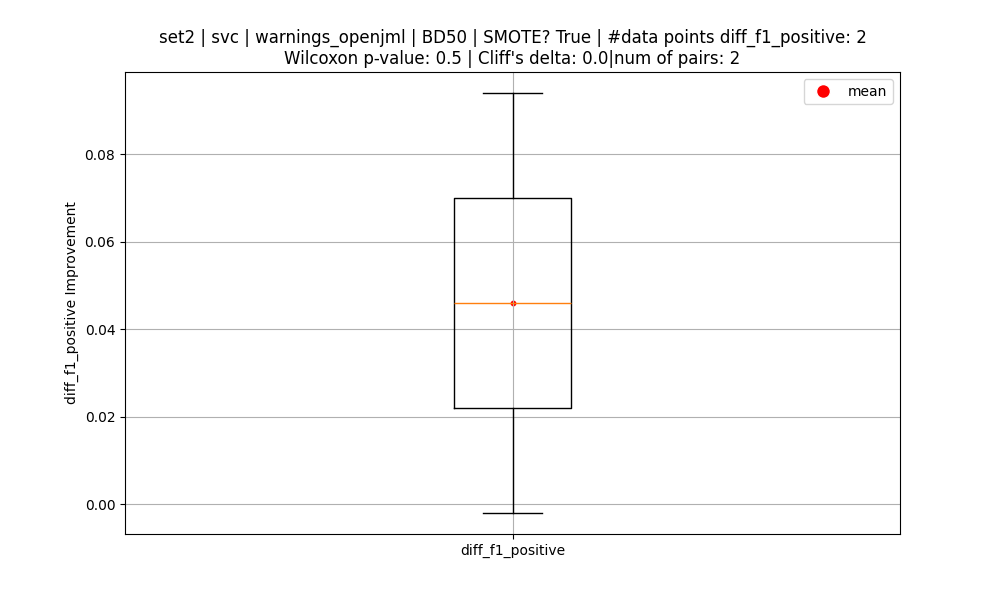 set2 | svc | warnings_openjml | BD50 | SMOTE? True | #data points diff_f1_positive: 2
Wilcoxon p-value: 0.5 | Cliff's delta: 0.0|num of pairs: 2
mean
0.08
0.06
0.04
0.02
0.00
diff_f1_positive Improvement
diff_f1_positive